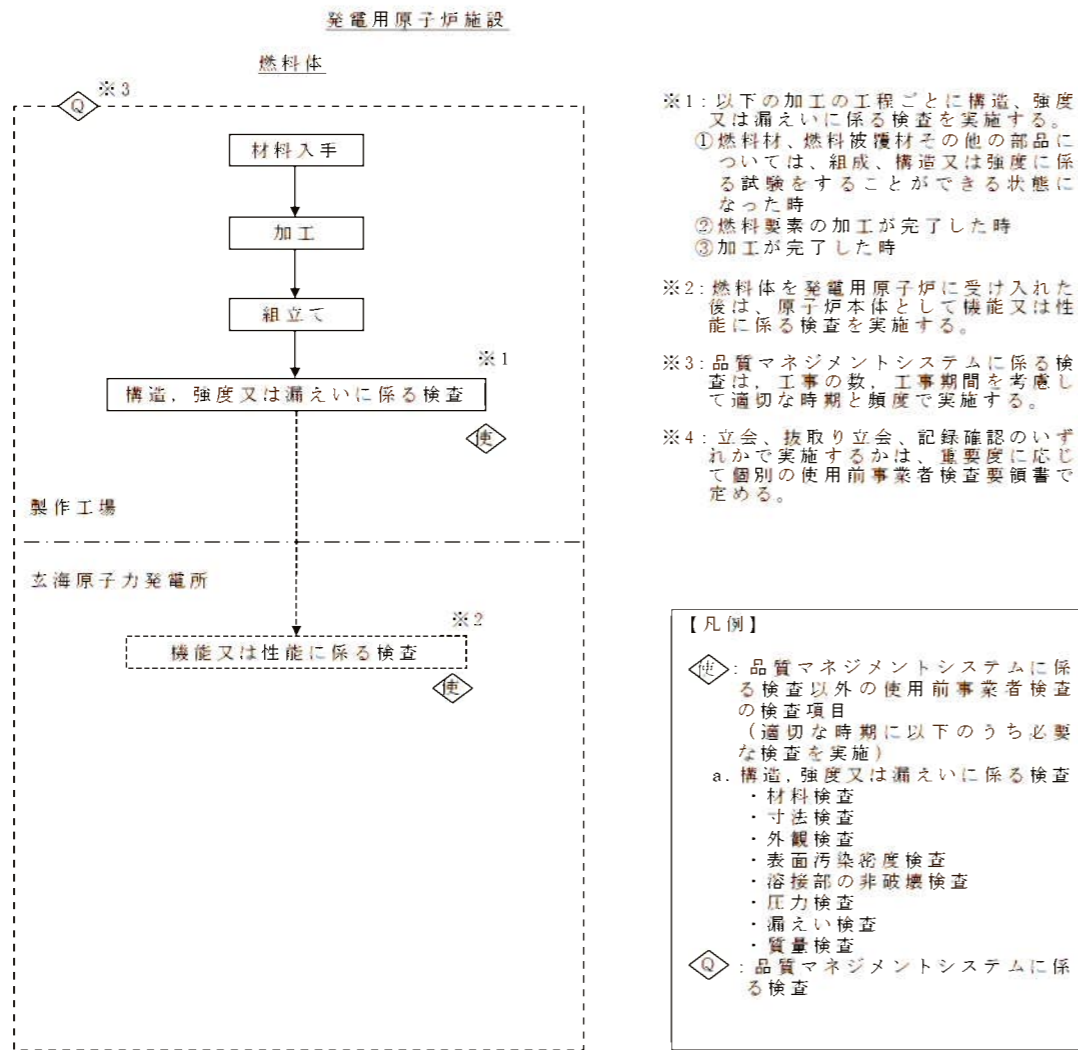 発電用原子炉施設
燃料体
Q
※3
材料入手
加工
組立て
※1
構造，強度又は漏えいに係る検査
使
製作工場
玄海原子力発電所
※2
機能又は性能に係る検査
使
※1：以下の加工の工程ごとに構造、強度
又は漏えいに係る検査を実施する。
①燃料材、燃料被覆材その他の部品に
ついては、組成、構造又は強度に係
る試験をすることができる状態に
なった時
②燃料要素の加工が完了した時
③加工が完了した時
※2：燃料体を発電用原子炉に受け入れた
後は、原子炉本体として機能又は性
能に係る検査を実施する。
※3：品質マネジメントシステムに係る検
査は，工事の数，工事期間を考慮し
て適切な時期と頻度で実施する。
※4：立会、抜取り立会、記録確認のいず
れかで実施するかは、重要度に応じ
て個別の使用前事業者検査要領書で
定める。
【凡例】
使：品質マネジメントシステムに係
る検査以外の使用前事業者検査
の検査項目
（適切な時期に以下のうち必要
な検査を実施）
a. 構造，強度又は漏えいに係る検査
・材料検査
・寸法検査
・外観検査
・表面汚染密度検査
・溶接部の非破壊検査
・圧力検査
・漏えい検査
・質量検査
Q：品質マネジメントシステムに係
る検査